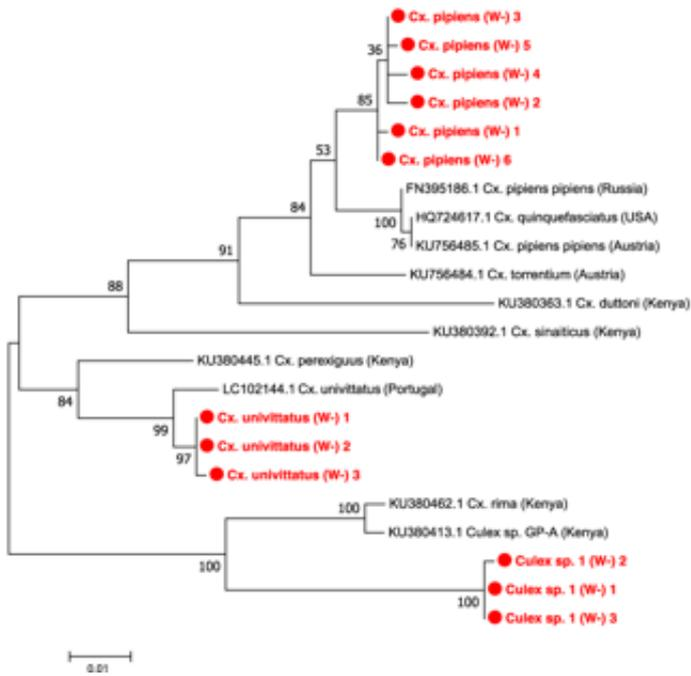 Cx. pipiens (W-) 3
36
Cx. pipiens (W-) 5
Cx. pipiens (W-) 4
Cx. pipiens (W-) 2
85
Cx. pipiens (W-) 1
53
Cx. pipiens (W-) 6
FN395186.1 Cx. pipiens pipiens (Russia)
84
HQ724617.1 Cx. quinquefasciatus (USA)
100
76 KU756485.1 Cx. pipiens pipiens (Austria)
91
KU756484.1 Cx. torrentium (Austria)
88
KU380363.1 Cx. duttoni (Kenya)
KU380392.1 Cx. sinaiticus (Kenya)
KU380445.1 Cx. perexiguus (Kenya)
LC102144.1 Cx. univittatus (Portugal)
84
Cx. univittatus (W-) 1
99
Cx. univittatus (W-) 2
97
Cx. univittatus (W-) 3
KU380462.1 Cx. rima (Kenya)
100
KU380413.1 Culex sp. GP-A (Kenya)
Culex sp. 1 (W-) 2
100
Culex sp. 1 (W-) 1
100
Culex sp. 1 (W-) 3
0.01